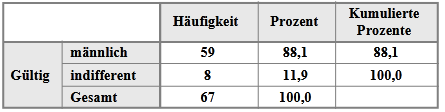 Häufigkeit Prozent Kumulierte Prozente
Gültig männlich 59 88,1 88,1
indifferent 8 11,9 100,0
Gesamt 67 100,0